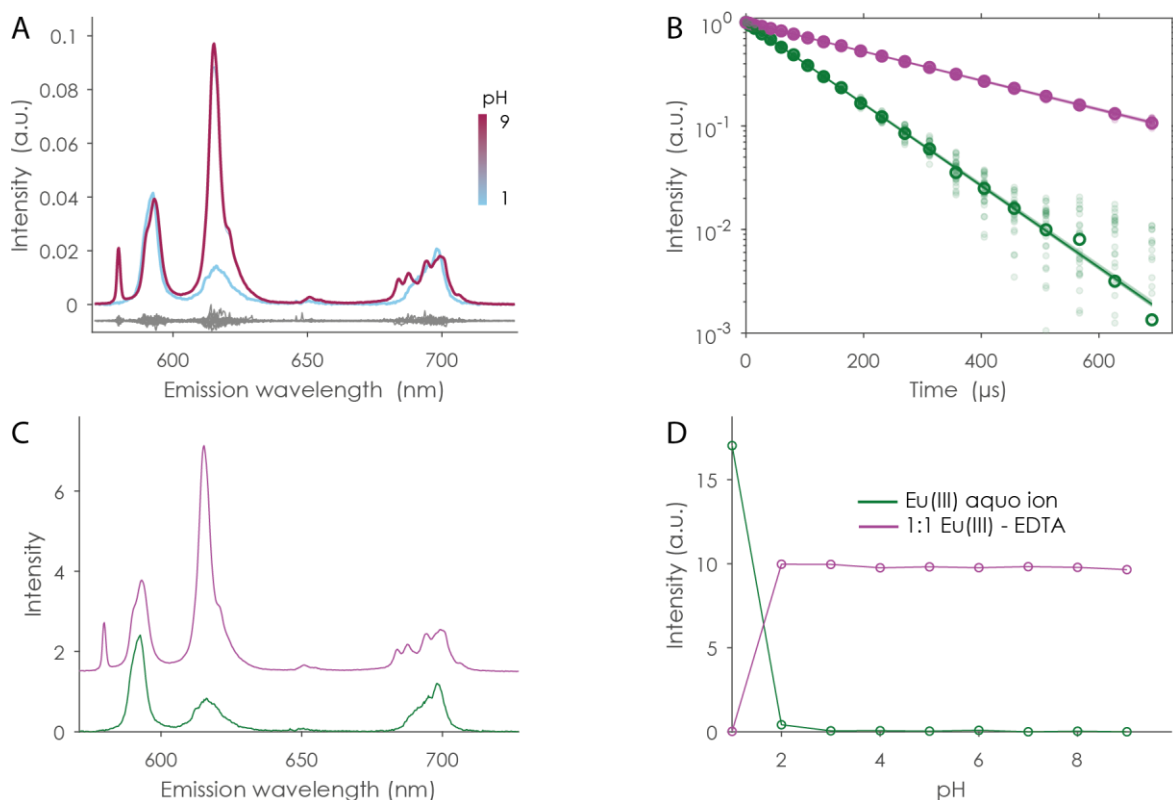 A
0.1
0.08
0.06
0.04
0.02
0
Intensity (a.u.)
pH
9
1
600
650
700
Emission wavelength (nm)
B
10^0
10^-1
10^-2
10^-3
Intensity (a.u.)
0
200
400
600
Time (µs)
C
6
4
2
0
Intensity
600
650
700
Emission wavelength (nm)
D
15
10
5
0
Intensity (a.u.)
Eu(III) aquo ion
1:1 Eu(III) - EDTA
2
4
6
8
pH